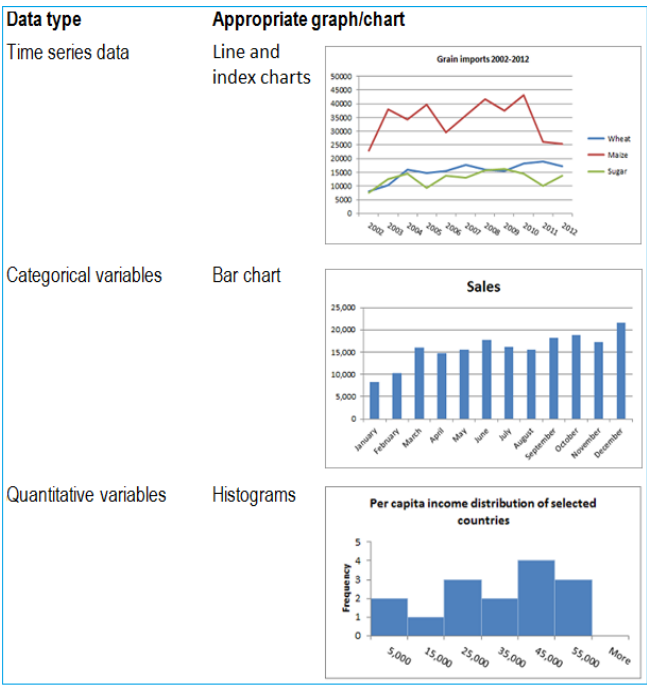 Data type Appropriate graph/chart
Time series data Line and
index charts
Grain imports 2002-2012
50000
45000
40000
35000
30000
25000
20000
15000
10000
5000
0
2002 2003 2004 2005 2006 2007 2008 2009 2010 2011 2012
Wheat
Maize
Sugar
Categorical variables Bar chart
Sales
25,000
20,000
15,000
10,000
5,000
0
January February March April May June July August September October November December
Quantitative variables Histograms
Per capita income distribution of selected
countries
Frequency
5
4
3
2
1
0
5,000 15,000 25,000 35,000 45,000 55,000 More